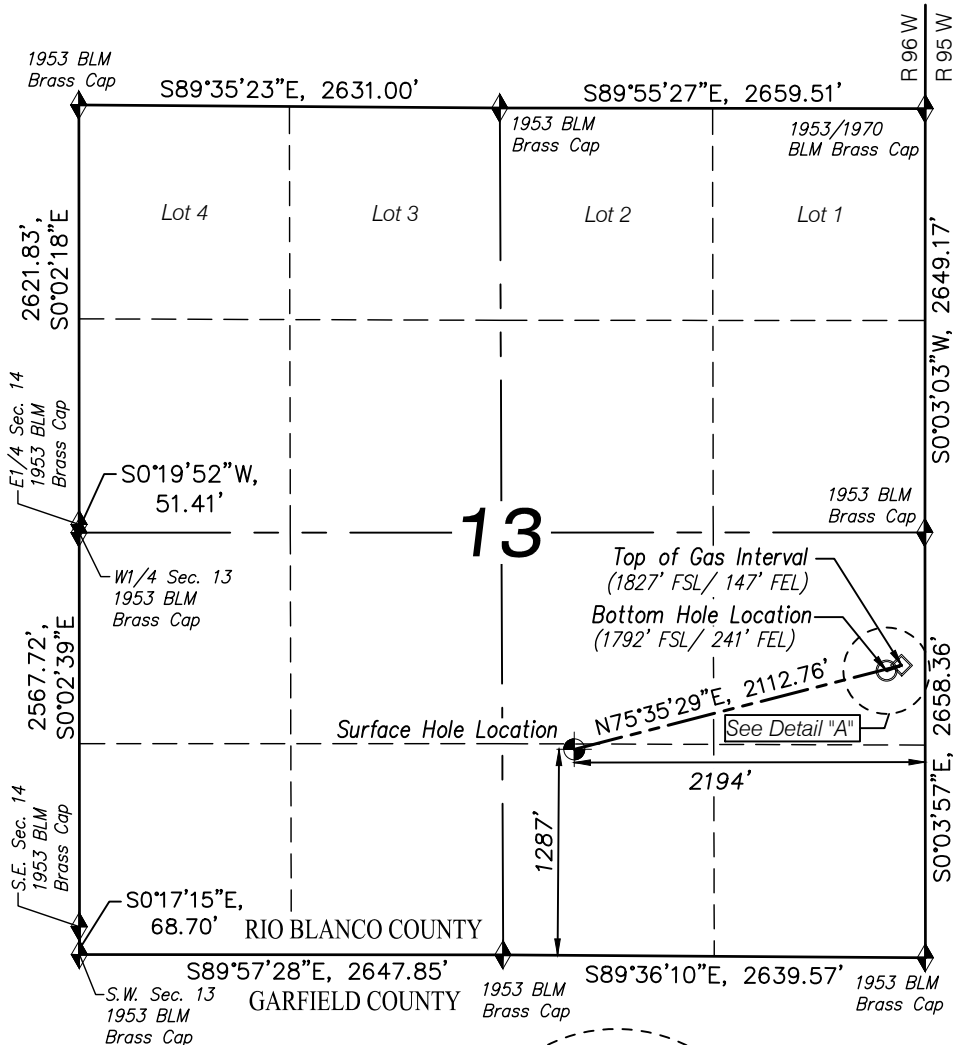 R 96 W
R 95 W
1953 BLM
Brass Cap
S89°35'23"E, 2631.00'
S89°55'27"E, 2659.51'
1953 BLM
Brass Cap
1953/1970
BLM Brass Cap
Lot 4
Lot 3
Lot 2
Lot 1
2621.83',
S0°02'18"E
S0°03'03"W, 2649.17'
E1/4 Sec. 14
1953 BLM
Brass Cap
S0°19'52"W,
51.41'
13
1953 BLM
Brass Cap
W1/4 Sec. 13
1953 BLM
Brass Cap
Top of Gas Interval
(1827' FSL/ 147' FEL)
Bottom Hole Location
(1792' FSL/ 241' FEL)
2567.72',
S0°02'39"E
N75°35'29"E, 2112.76'
See Detail "A"
Surface Hole Location
2194'
1287'
S0°03'57"E, 2658.36'
S.E. Sec. 14
1953 BLM
Brass Cap
S0°17'15"E,
68.70'
RIO BLANCO COUNTY
S89°57'28"E, 2647.85'
S89°36'10"E, 2639.57'
GARFIELD COUNTY
S.W. Sec. 13
1953 BLM
Brass Cap
1953 BLM
Brass Cap
1953 BLM
Brass Cap